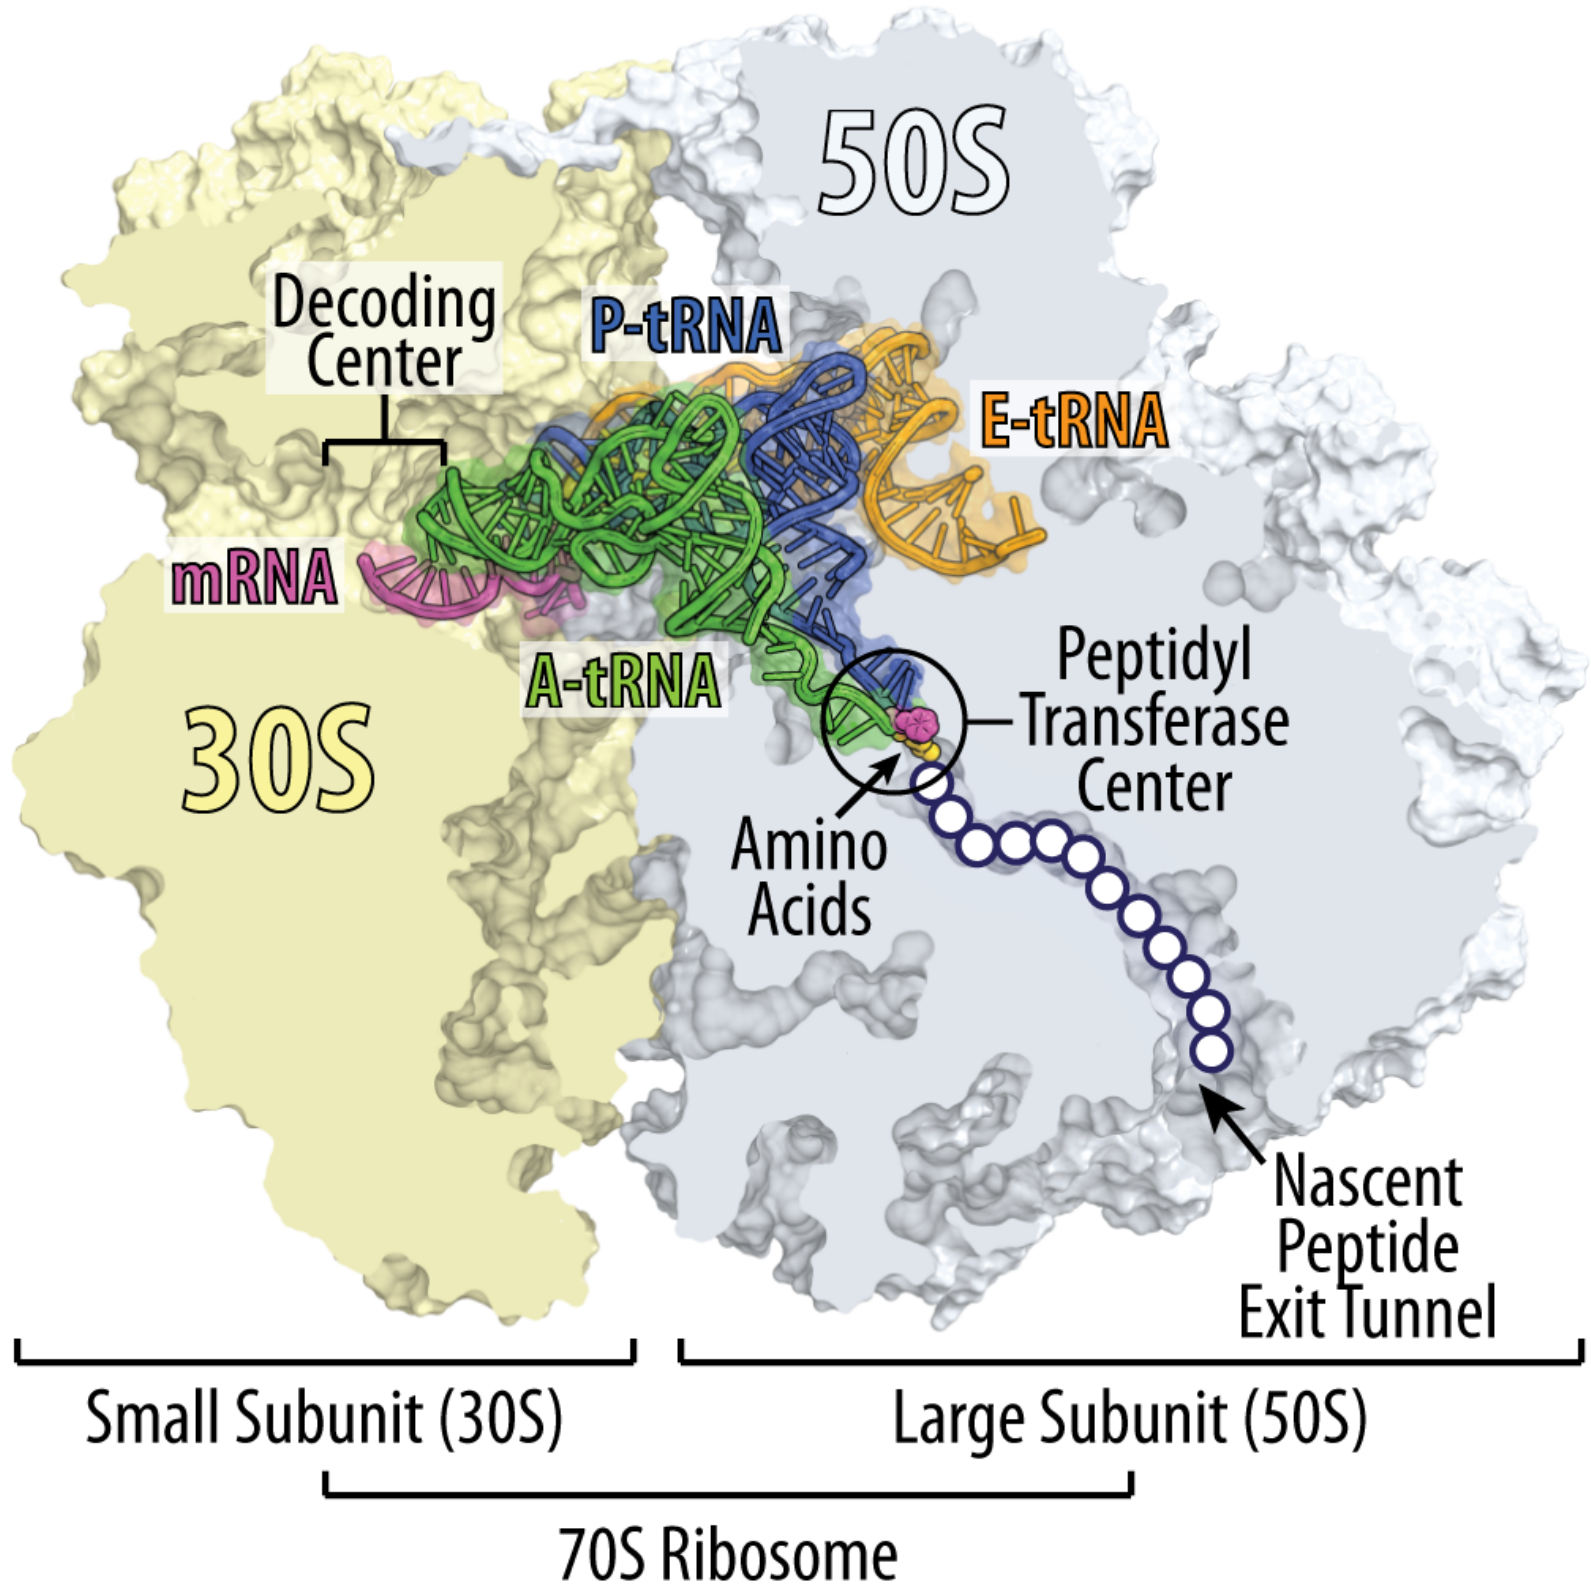 50S
Decoding
Center
P-tRNA
E-tRNA
mRNA
A-tRNA
30S
Peptidyl
Transferase
Center
Amino
Acids
Nascent
Peptide
Exit Tunnel
Small Subunit (30S)
Large Subunit (50S)
70S Ribosome